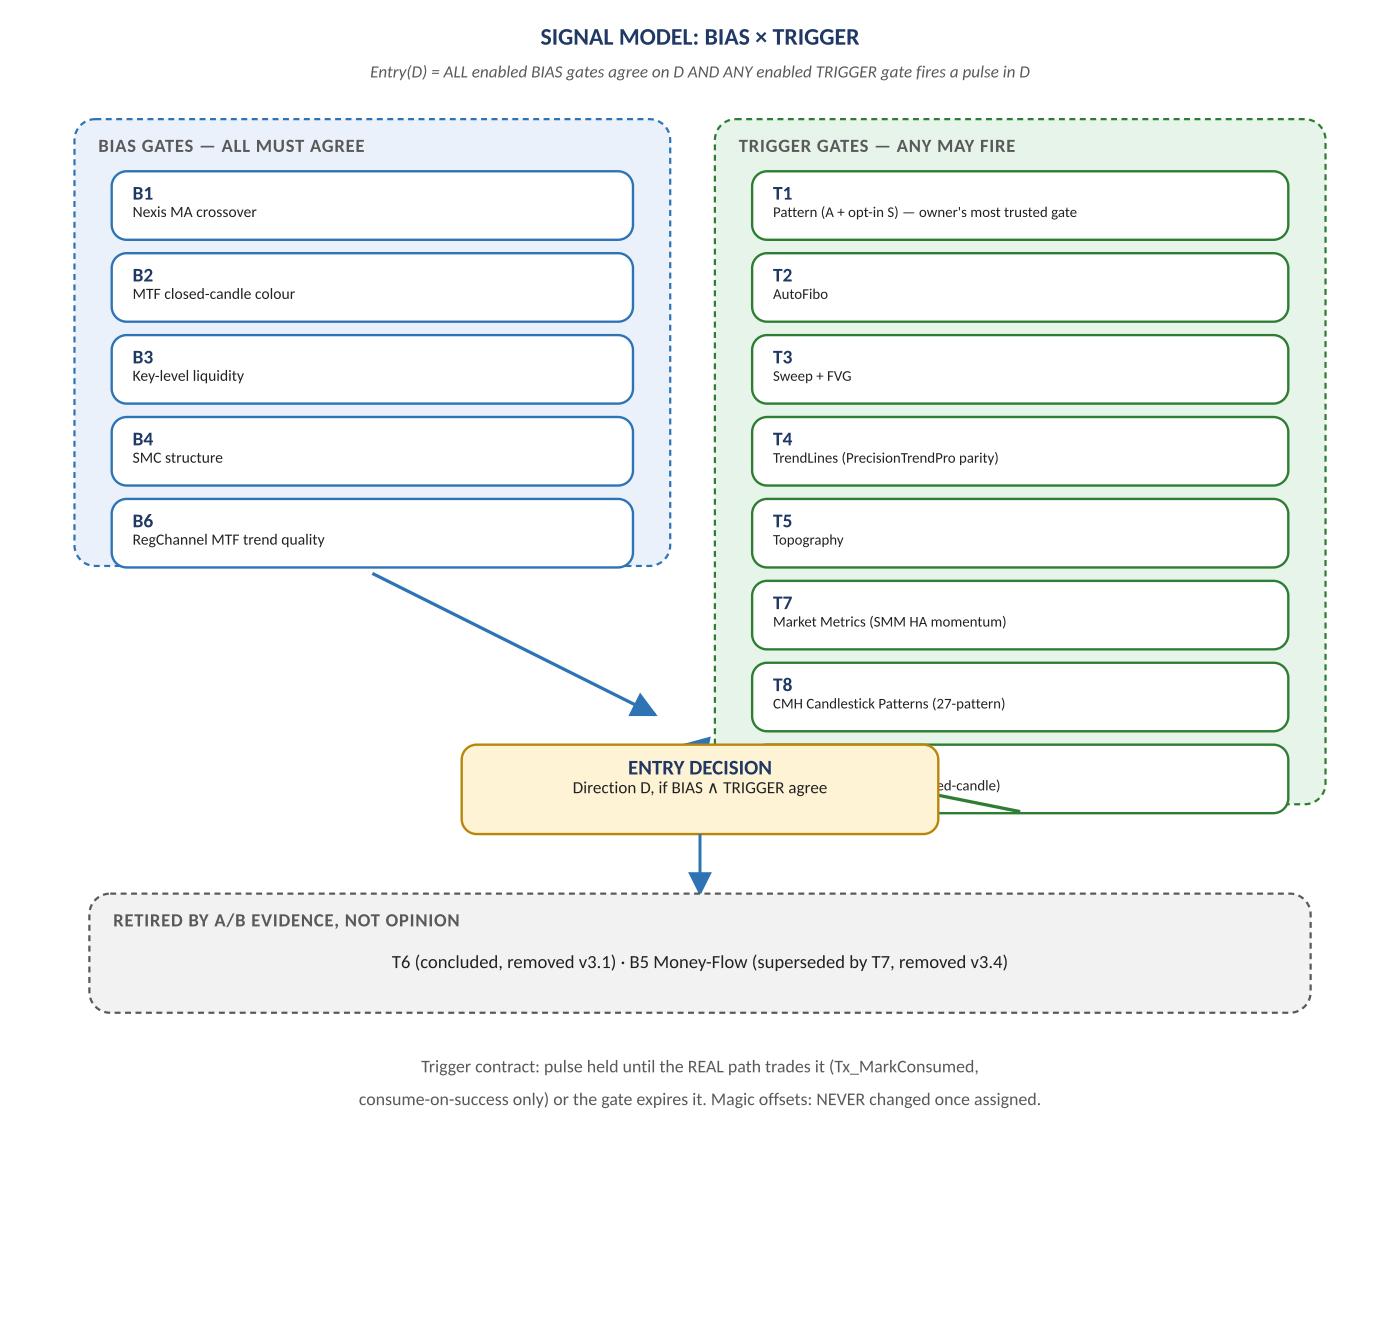 SIGNAL MODEL: BIAS × TRIGGER
Entry(D) = ALL enabled BIAS gates agree on D AND ANY enabled TRIGGER gate fires a pulse in D
BIAS GATES — ALL MUST AGREE
B1
Nexis MA crossover
B2
MTF closed-candle colour
B3
Key-level liquidity
B4
SMC structure
B6
RegChannel MTF trend quality
TRIGGER GATES — ANY MAY FIRE
T1
Pattern (A + opt-in S) — owner's most trusted gate
T2
AutoFibo
T3
Sweep + FVG
T4
TrendLines (PrecisionTrendPro parity)
T5
Topography
T7
Market Metrics (SMM HA momentum)
T8
CMH Candlestick Patterns (27-pattern)
ed-candle)
ENTRY DECISION
Direction D, if BIAS ∧ TRIGGER agree
RETIRED BY A/B EVIDENCE, NOT OPINION
T6 (concluded, removed v3.1) · B5 Money-Flow (superseded by T7, removed v3.4)
Trigger contract: pulse held until the REAL path trades it (Tx_MarkConsumed,
consume-on-success only) or the gate expires it. Magic offsets: NEVER changed once assigned.